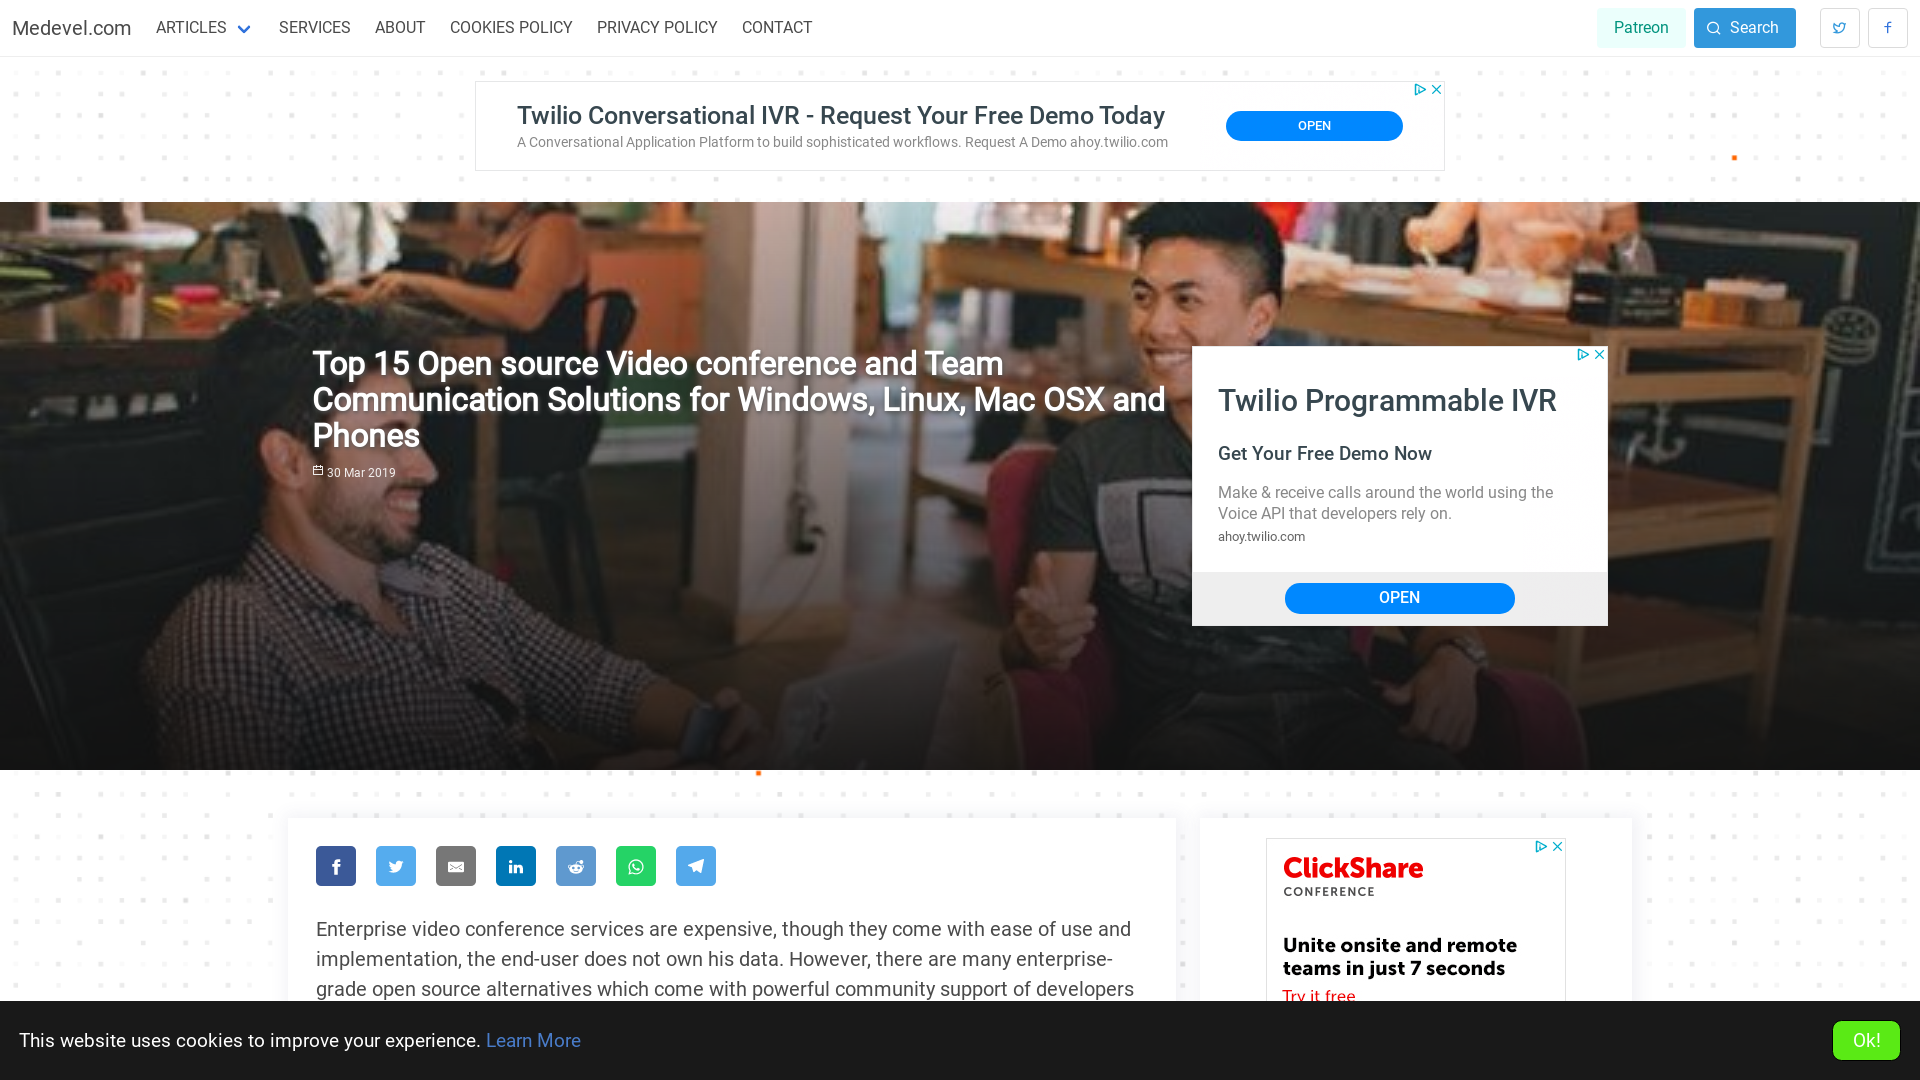 Medevel.com
ARTICLES
SERVICES
ABOUT
COOKIES POLICY
PRIVACY POLICY
CONTACT
Patreon
Search
Twilio Conversational IVR - Request Your Free Demo Today
A Conversational Application Platform to build sophisticated workflows. Request A Demo ahoy.twilio.com
OPEN
Top 15 Open source Video conference and Team
Communication Solutions for Windows, Linux, Mac OSX and
Phones
30 Mar 2019
Twilio Programmable IVR
Get Your Free Demo Now
Make & receive calls around the world using the
Voice API that developers rely on.
ahoy.twilio.com
OPEN
Enterprise video conference services are expensive, though they come with ease of use and
implementation, the end-user does not own his data. However, there are many enterprise-
grade open source alternatives which come with powerful community support of developers
ClickShare
CONFERENCE
Unite onsite and remote
teams in just 7 seconds
Try it free
This website uses cookies to improve your experience. Learn More
Ok!